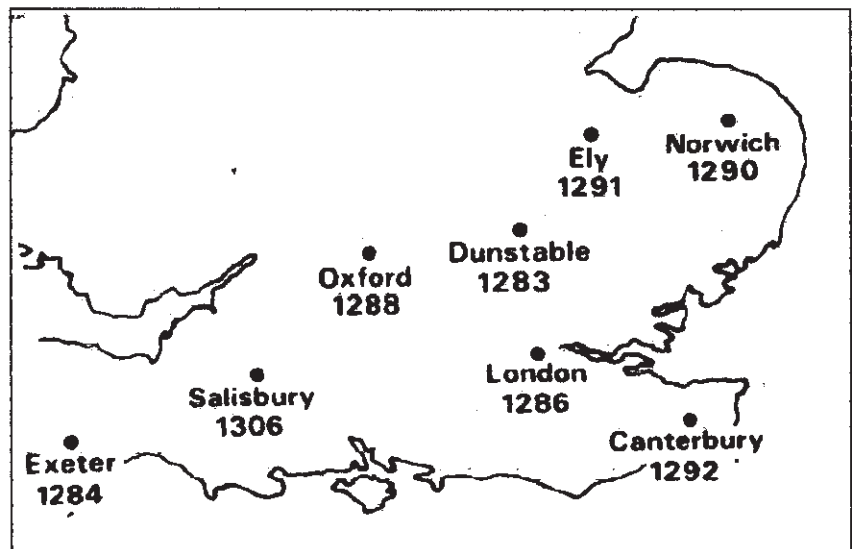 Norwich
1290
Ely
1291
Dunstable
1283
Oxford
1288
London
1286
Salisbury
1306
Canterbury
1292
Exeter
1284